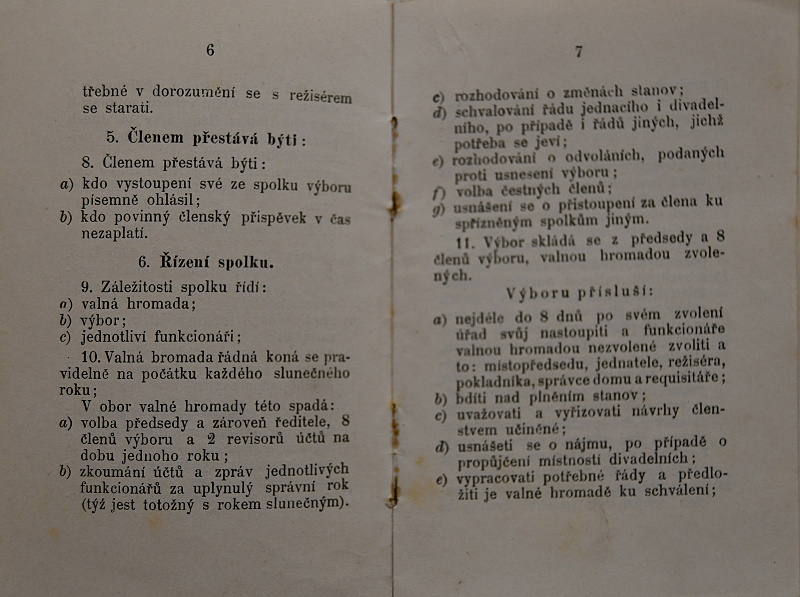 6
třebné v dorozumění se s režisérem
se starati.
5. Členem přestává býti:
8. Členem přestává býti:
a) kdo vystoupení své ze spolku výboru
písemně ohlásil;
b) kdo povinný členský příspěvek v čas
nezaplatí.
6. Řízení spolku.
9. Záležitosti spolku řídí:
a) valná hromada;
b) výbor;
c) jednotliví funkcionáři;
10. Valná bromada řádná koná se pra-
videlně na počátku každého slunečného
roku;
V obor valné hromady této spadá:
a) volba předsedy a zároveň ředitele, 8
členů výboru a 2 revisorů účtů na
dobu jednoho roku;
b) zkoumání účtů a zpráv jednotlivých
funkcionářů za uplynulý správní rok
(týž jest totožný s rokem slunečným).
7
c) rozhodování o změnách stanov;
d) schvalování řádu jednacího i divadel-
ního, po případě i řádů jiných, jichž
potřeba se jeví;
e) rozhodování o odvoláních, podaných
proti usnesení výboru;
f) volba čestných členů;
g) usnášení se o přistoupení za člena ku
spřízněným spolkům jiným.
11. Výbor skládá se z předsedy a 8
členů výboru, valnou hromadou zvole-
ných.
Výboru přísluší:
a) nejdéle do 8 dnů po svém zvolení
úřad svůj nastoupiti a funkcionáře
valnou hromadou nezvolené zvoliti a
to: místopředsedu, jednatele, režiséra,
pokladníka, správce domu a requisitáře;
b) bdíti nad plněním stanov;
c) uvažovati a vyřizovati návrhy člen-
stvem učiněné;
d) usnášeti se o nájmu, po případě o
propůjčení místností divadelních;
e) vypracovati potřebné řády a předlo-
žiti je valné hromadě ku schválení;